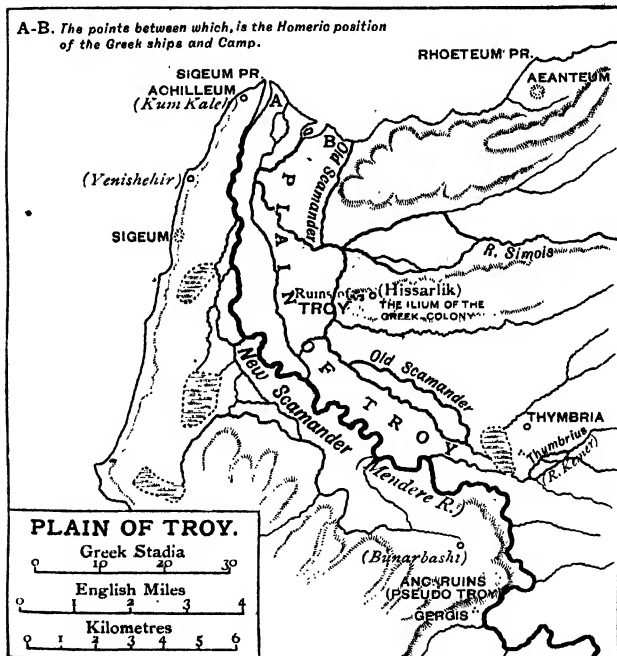 A-B. The points between which, is the Homeric position
of the Greek ships and Camp.
RHOETEUM PR.
AEANTEUM
SIGEUM PR.
ACHILLEUM
(Kum Kaleh)
A
B
Old Scamander
(Yenishehir)
SIGEUM
PLAIN OF TROY
R. Simois
Ruins of
TROY
(Hissarlik)
THE ILIUM OF THE
GREEK COLONY
Old Scamander
New Scamander
(Mendere R.)
THYMBRIA
Thymbrius
(R. Kemer)
(Bunarbashi)
ANC. RUINS
(PSEUDO TROY)
GERGIS
PLAIN OF TROY.
Greek Stadia
0 10 20 30
English Miles
0 1 2 3 4
Kilometres
0 1 2 3 4 5 6